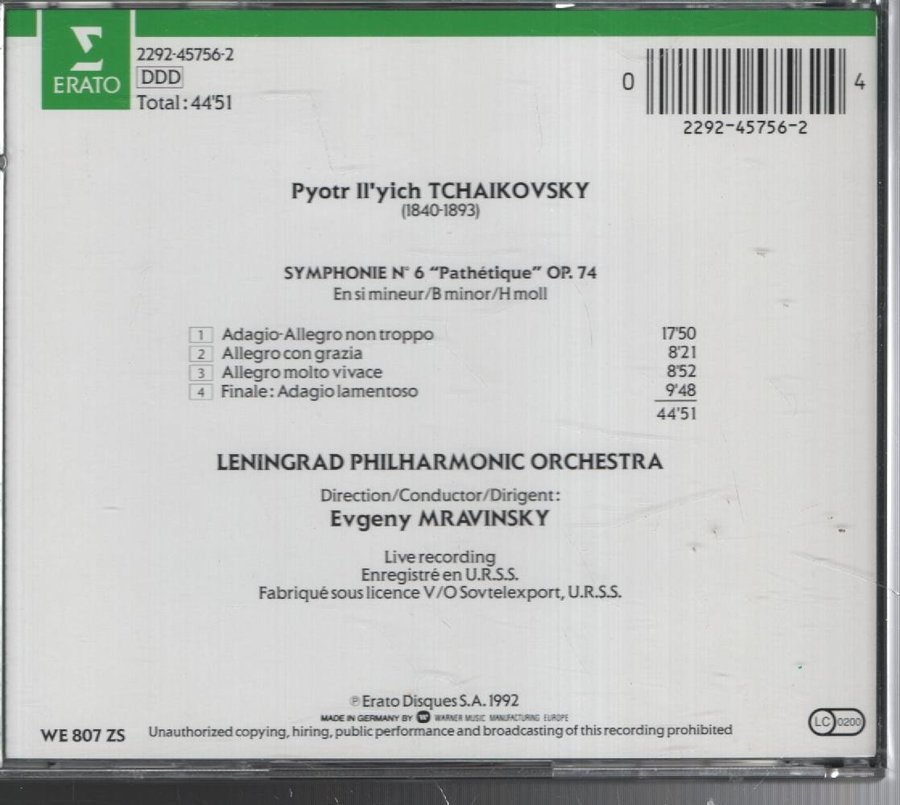 ERATO
2292-45756-2
DDD
Total : 44'51
0 4
2292-45756-2
Pyotr Il'yich TCHAIKOVSKY
(1840-1893)
SYMPHONIE N° 6 “Pathétique” OP. 74
En si mineur/B minor/H moll
1 Adagio-Allegro non troppo 17'50
2 Allegro con grazia 8'21
3 Allegro molto vivace 8'52
4 Finale : Adagio lamentoso 9'48
44'51
LENINGRAD PHILHARMONIC ORCHESTRA
Direction/Conductor/Dirigent :
Evgeny MRAVINSKY
Live recording
Enregistré en U.R.S.S.
Fabriqué sous licence V/O Sovtelexport, U.R.S.S.
℗ Erato Disques S.A. 1992
MADE IN GERMANY BY WARNER MUSIC MANUFACTURING EUROPE
WE 807 ZS
Unauthorized copying, hiring, public performance and broadcasting of this recording prohibited
LC 0200